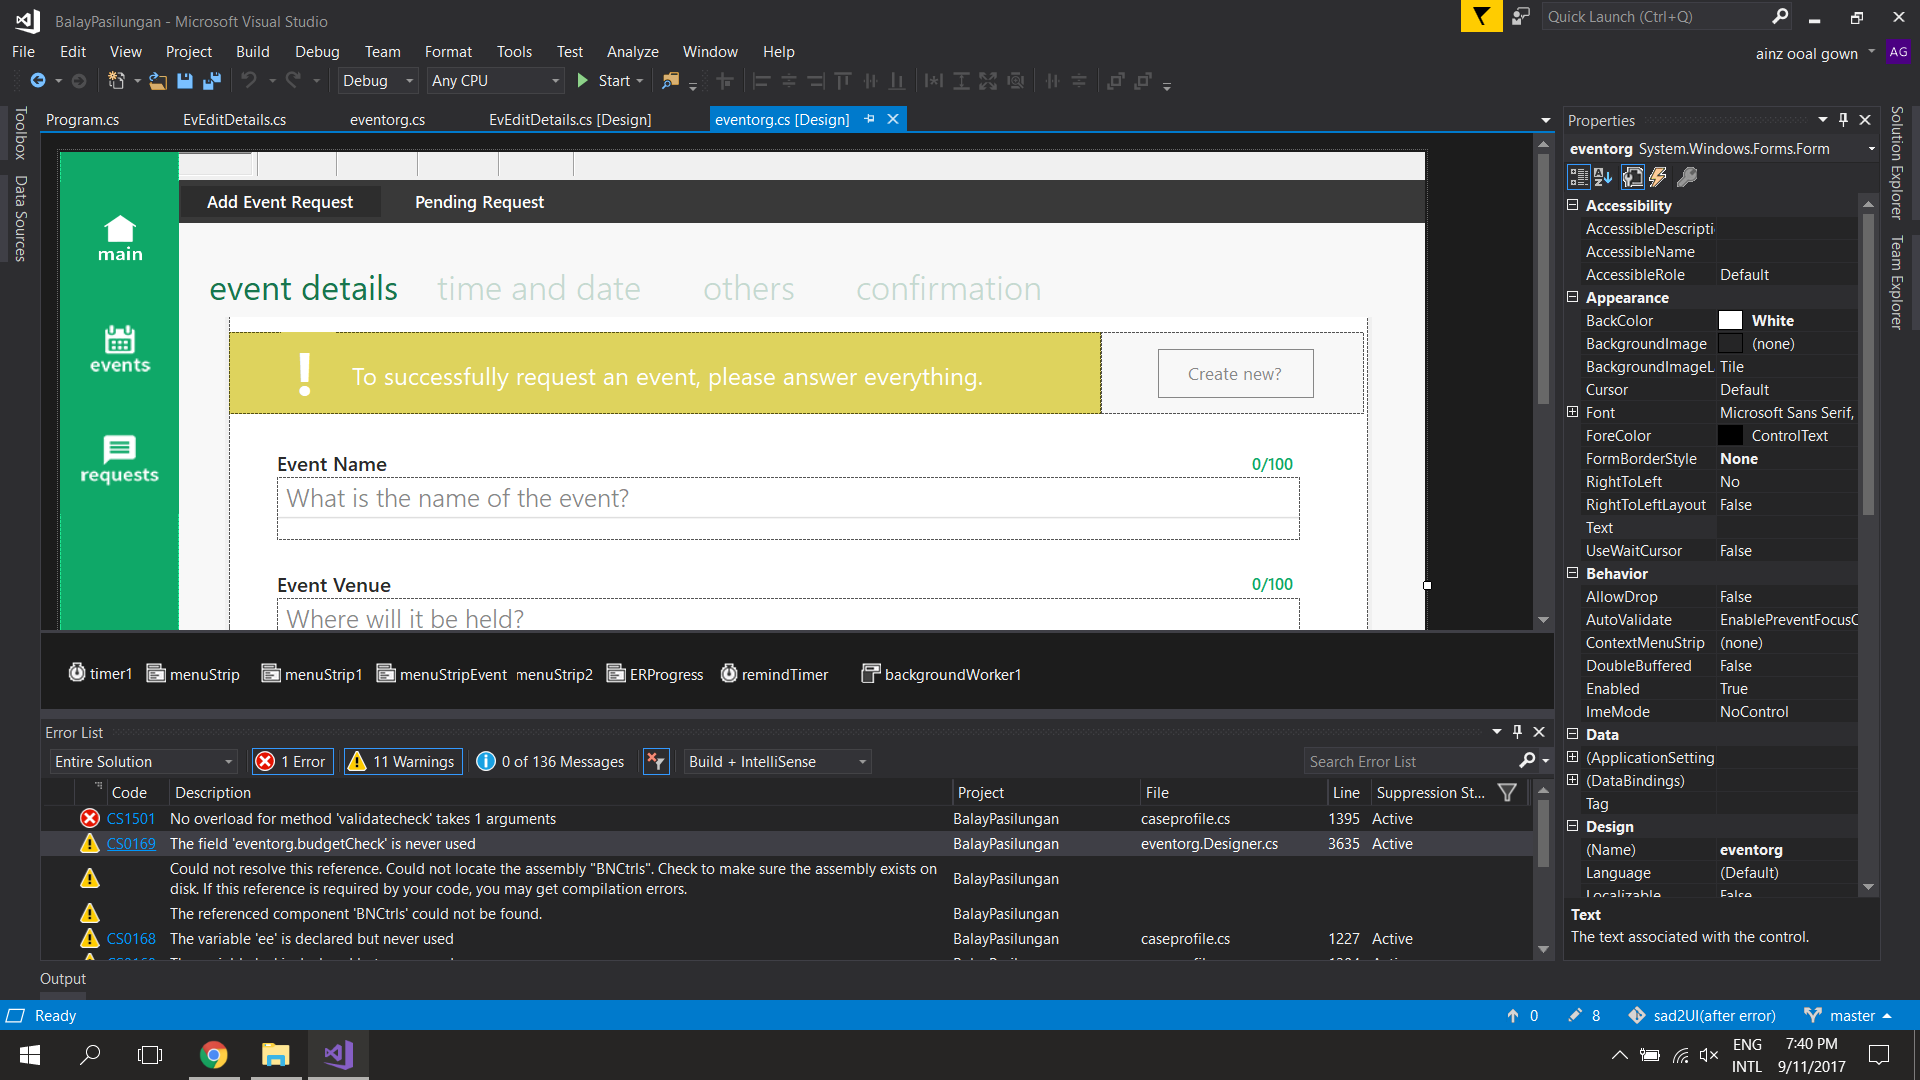 BalayPasilungan - Microsoft Visual Studio
Quick Launch (Ctrl+Q)
File Edit View Project Build Debug Team Format Tools Test Analyze Window Help
ainz ooal gown AG
Debug Any CPU Start
Toolbox
Data Sources
Program.cs EvEditDetails.cs eventorg.cs EvEditDetails.cs [Design] eventorg.cs [Design]
main
events
requests
Add Event Request Pending Request
event details time and date others confirmation
! To successfully request an event, please answer everything. Create new?
Event Name 0/100
What is the name of the event?
Event Venue 0/100
Where will it be held?
timer1 menuStrip menuStrip1 menuStripEvent menuStrip2 ERProgress remindTimer backgroundWorker1
Error List
Entire Solution 1 Error 11 Warnings 0 of 136 Messages Build + IntelliSense Search Error List
Code Description Project File Line Suppression St...
CS1501 No overload for method 'validatecheck' takes 1 arguments BalayPasilungan caseprofile.cs 1395 Active
CS0169 The field 'eventorg.budgetCheck' is never used BalayPasilungan eventorg.Designer.cs 3635 Active
Could not resolve this reference. Could not locate the assembly "BNCtrls". Check to make sure the assembly exists on
disk. If this reference is required by your code, you may get compilation errors. BalayPasilungan
The referenced component 'BNCtrls' could not be found. BalayPasilungan
CS0168 The variable 'ee' is declared but never used BalayPasilungan caseprofile.cs 1227 Active
Output
Properties
eventorg System.Windows.Forms.Form
Accessibility
AccessibleDescripti
AccessibleName
AccessibleRole Default
Appearance
BackColor White
BackgroundImage (none)
BackgroundImageL Tile
Cursor Default
Font Microsoft Sans Serif,
ForeColor ControlText
FormBorderStyle None
RightToLeft No
RightToLeftLayout False
Text
UseWaitCursor False
Behavior
AllowDrop False
AutoValidate EnablePreventFocusC
ContextMenuStrip (none)
DoubleBuffered False
Enabled True
ImeMode NoControl
Data
(ApplicationSetting
(DataBindings)
Tag
Design
(Name) eventorg
Language (Default)
Localizable False
Text
The text associated with the control.
Solution Explorer
Team Explorer
Ready 0 8 sad2UI(after error) master
ENG
INTL
7:40 PM
9/11/2017